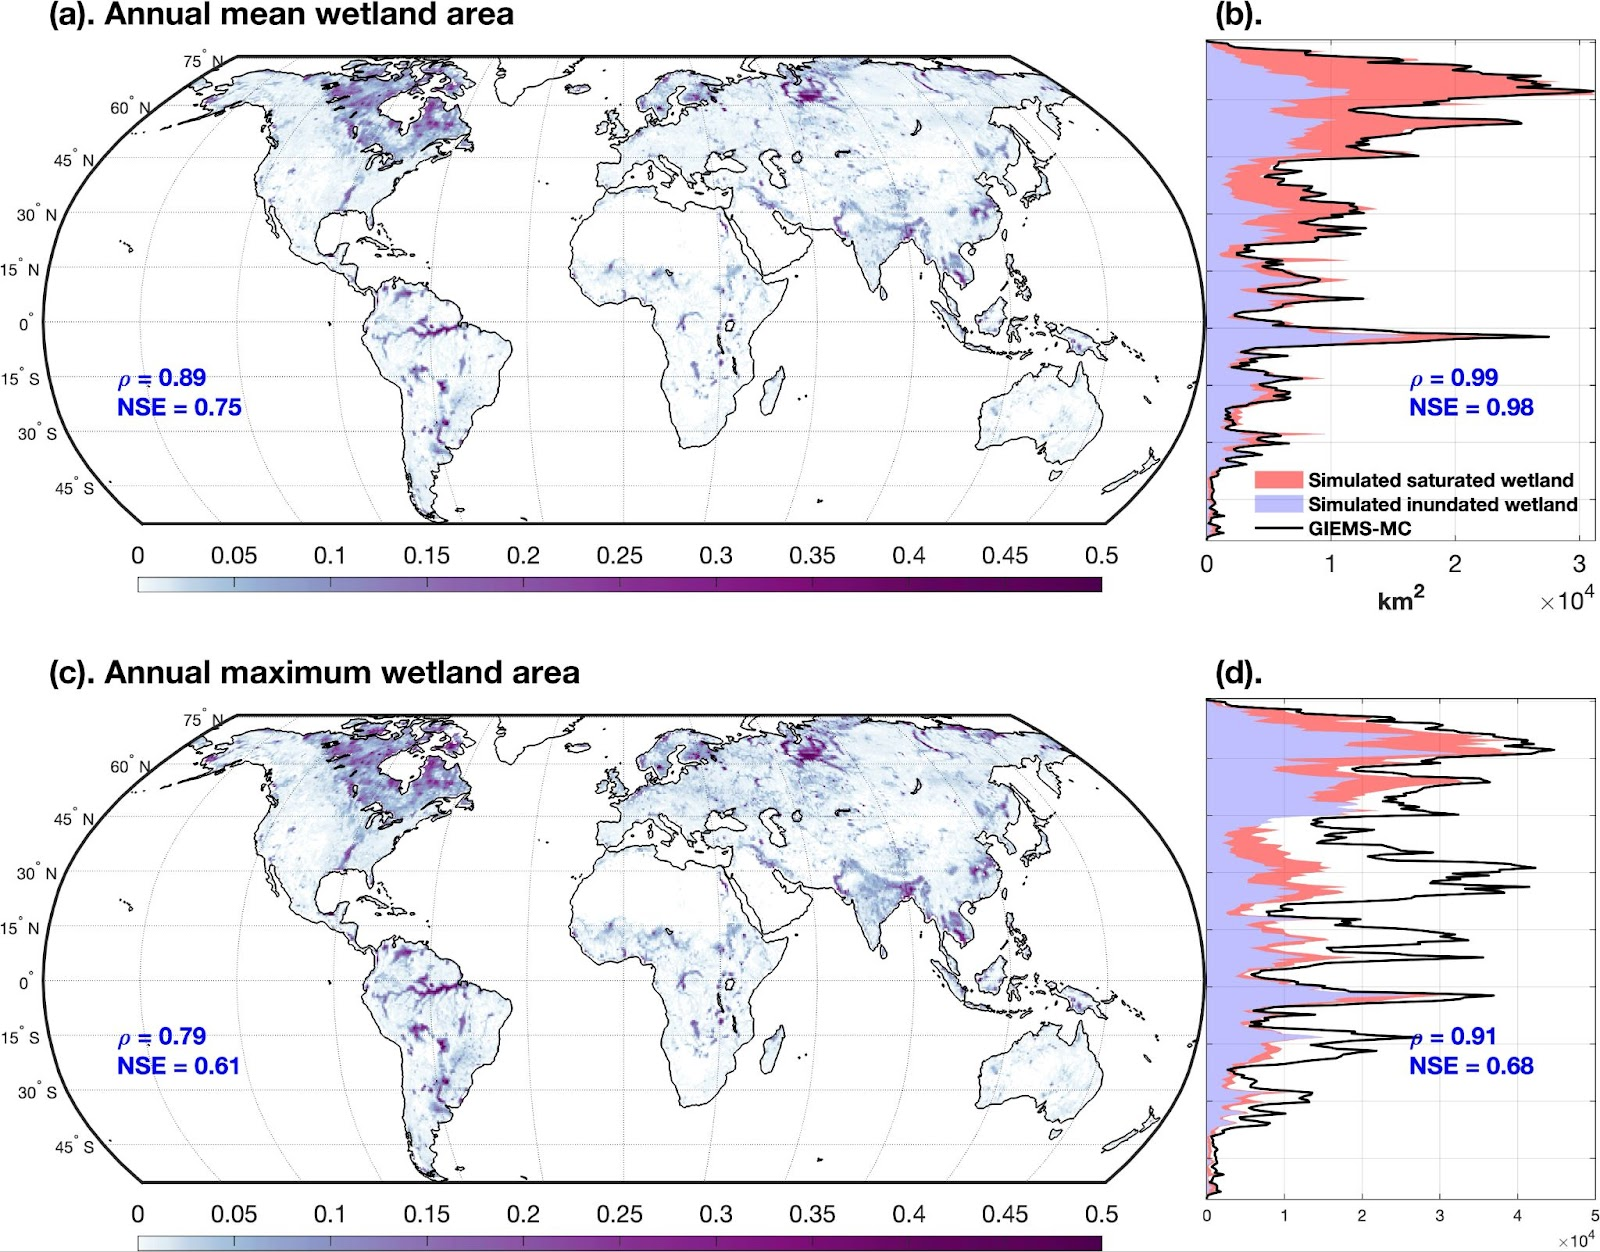 (a). Annual mean wetland area
(b).
75° N
60° N
45° N
30° N
15° N
0°
15° S
30° S
45° S
ρ = 0.89
NSE = 0.75
0 0.05 0.1 0.15 0.2 0.25 0.3 0.35 0.4 0.45 0.5
ρ = 0.99
NSE = 0.98
Simulated saturated wetland
Simulated inundated wetland
GIEMS-MC
0 1 2 3
km²
×10⁴
(c). Annual maximum wetland area
(d).
75° N
60° N
45° N
30° N
15° N
0°
15° S
30° S
45° S
ρ = 0.79
NSE = 0.61
0 0.05 0.1 0.15 0.2 0.25 0.3 0.35 0.4 0.45 0.5
ρ = 0.91
NSE = 0.68
0 1 2 3 4 5
×10⁴